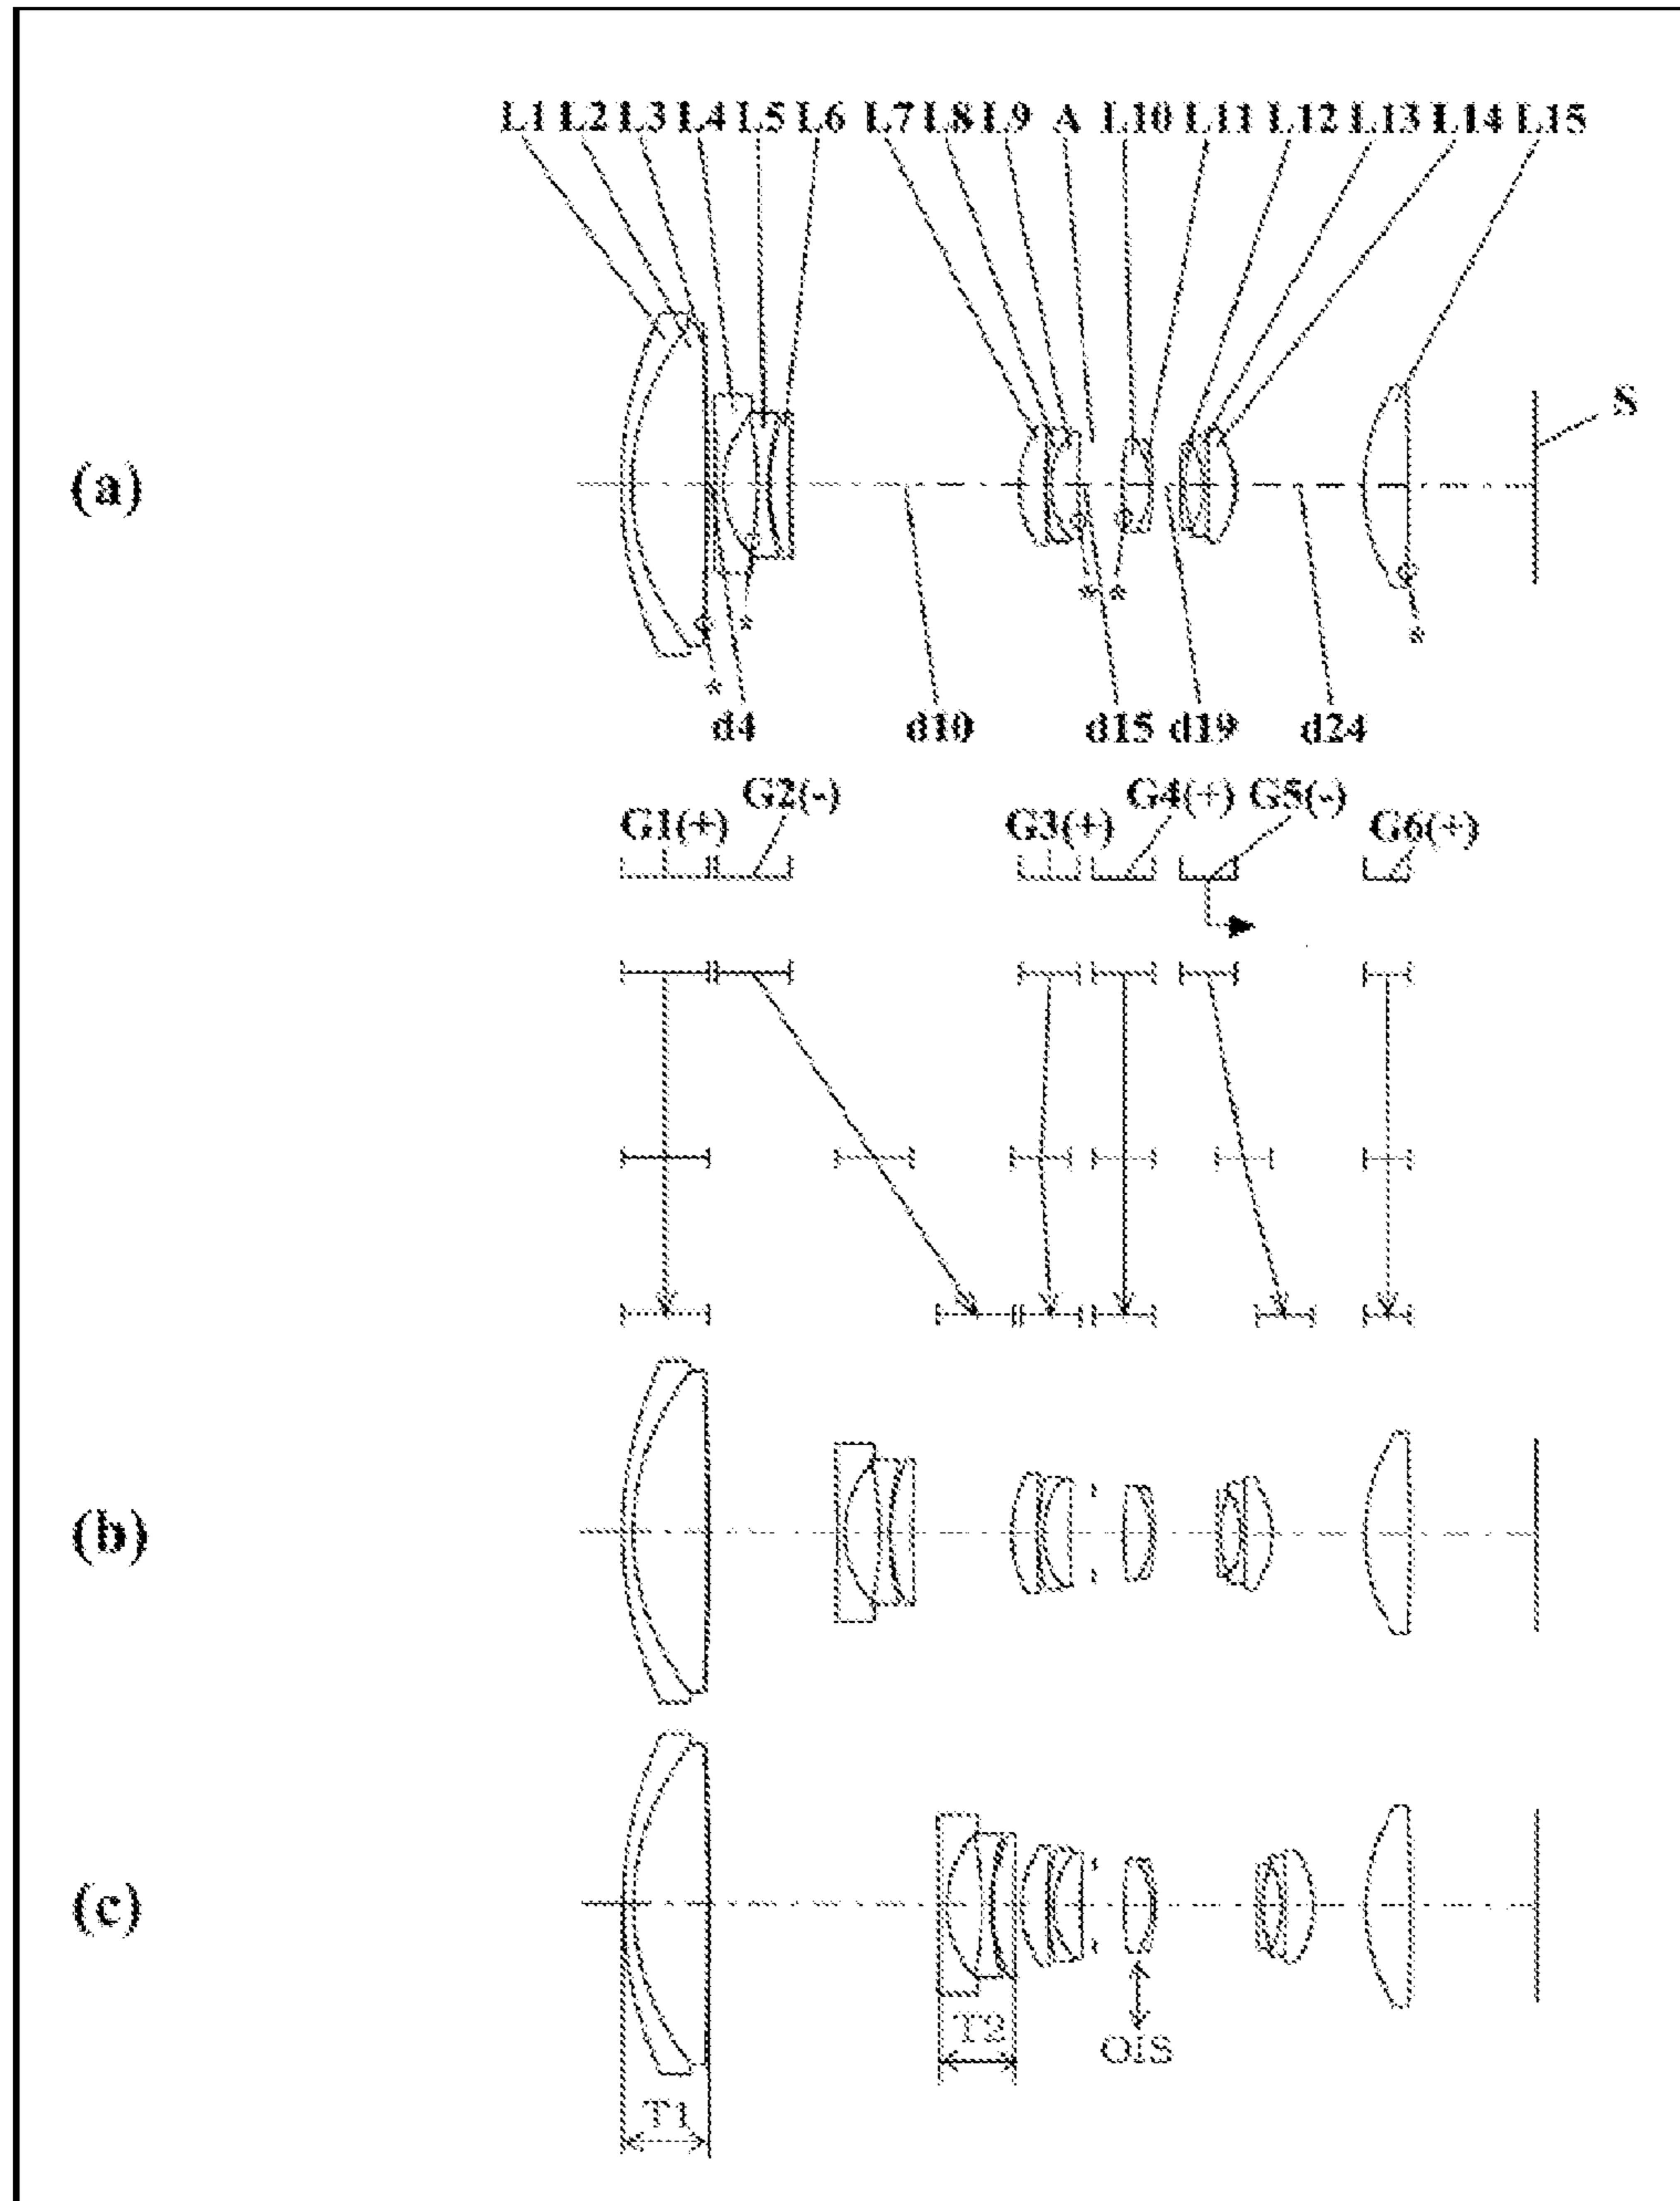 L1 L2 L3 L4 L5 L6 L7 L8 L9 A L10 L11 L12 L13 L14 L15
S
(a)
* *
*
*
*
d4 d10 d15 d19 d24
G2(-) G4(+) G5(-)
G1(+) G3(+) G6(+)
(b)
(c)
T2 OIS
T1